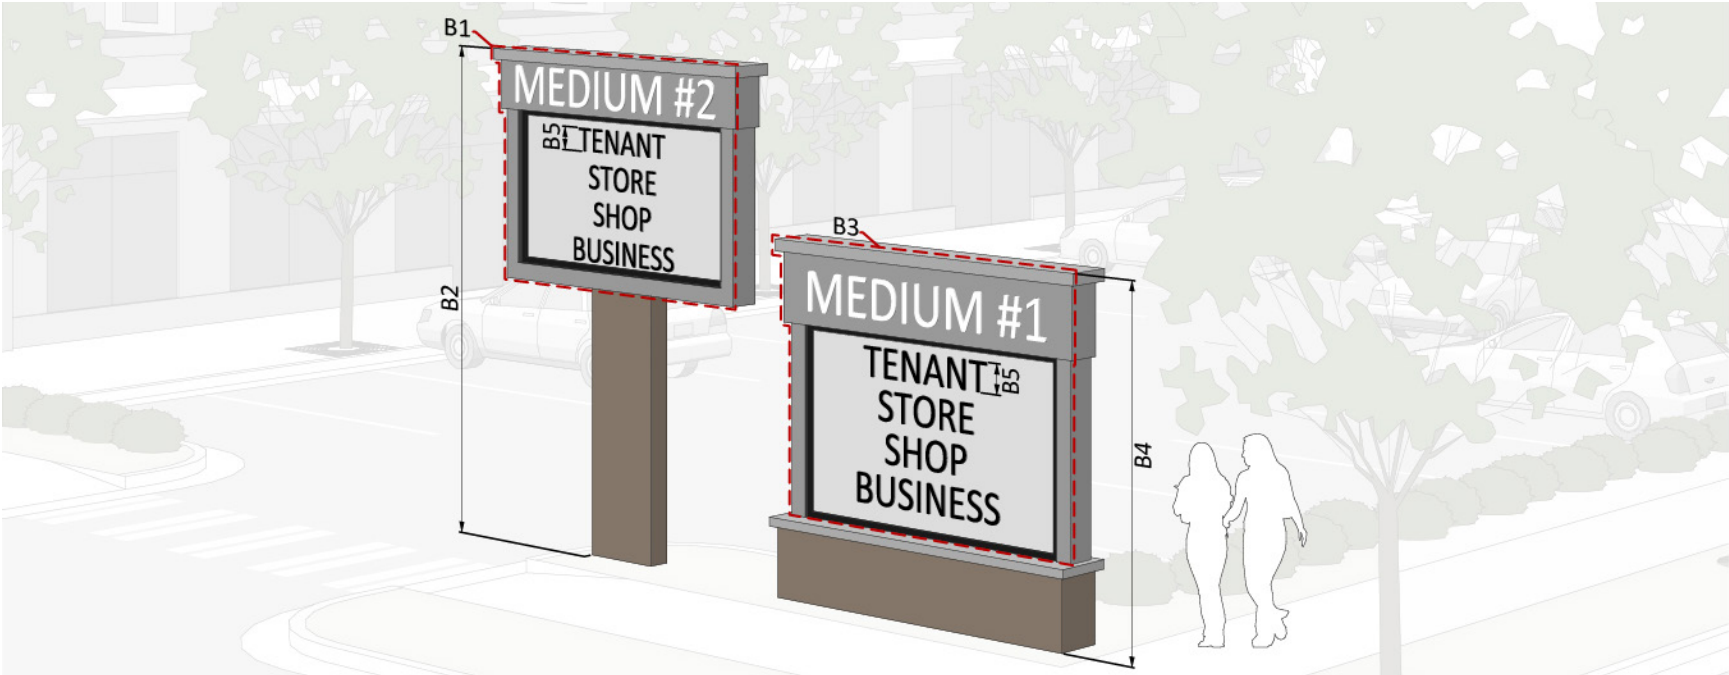 B1
MEDIUM #2
B5
TENANT
STORE
SHOP
BUSINESS
B2
B3
MEDIUM #1
TENANT
B5
STORE
SHOP
BUSINESS
B4